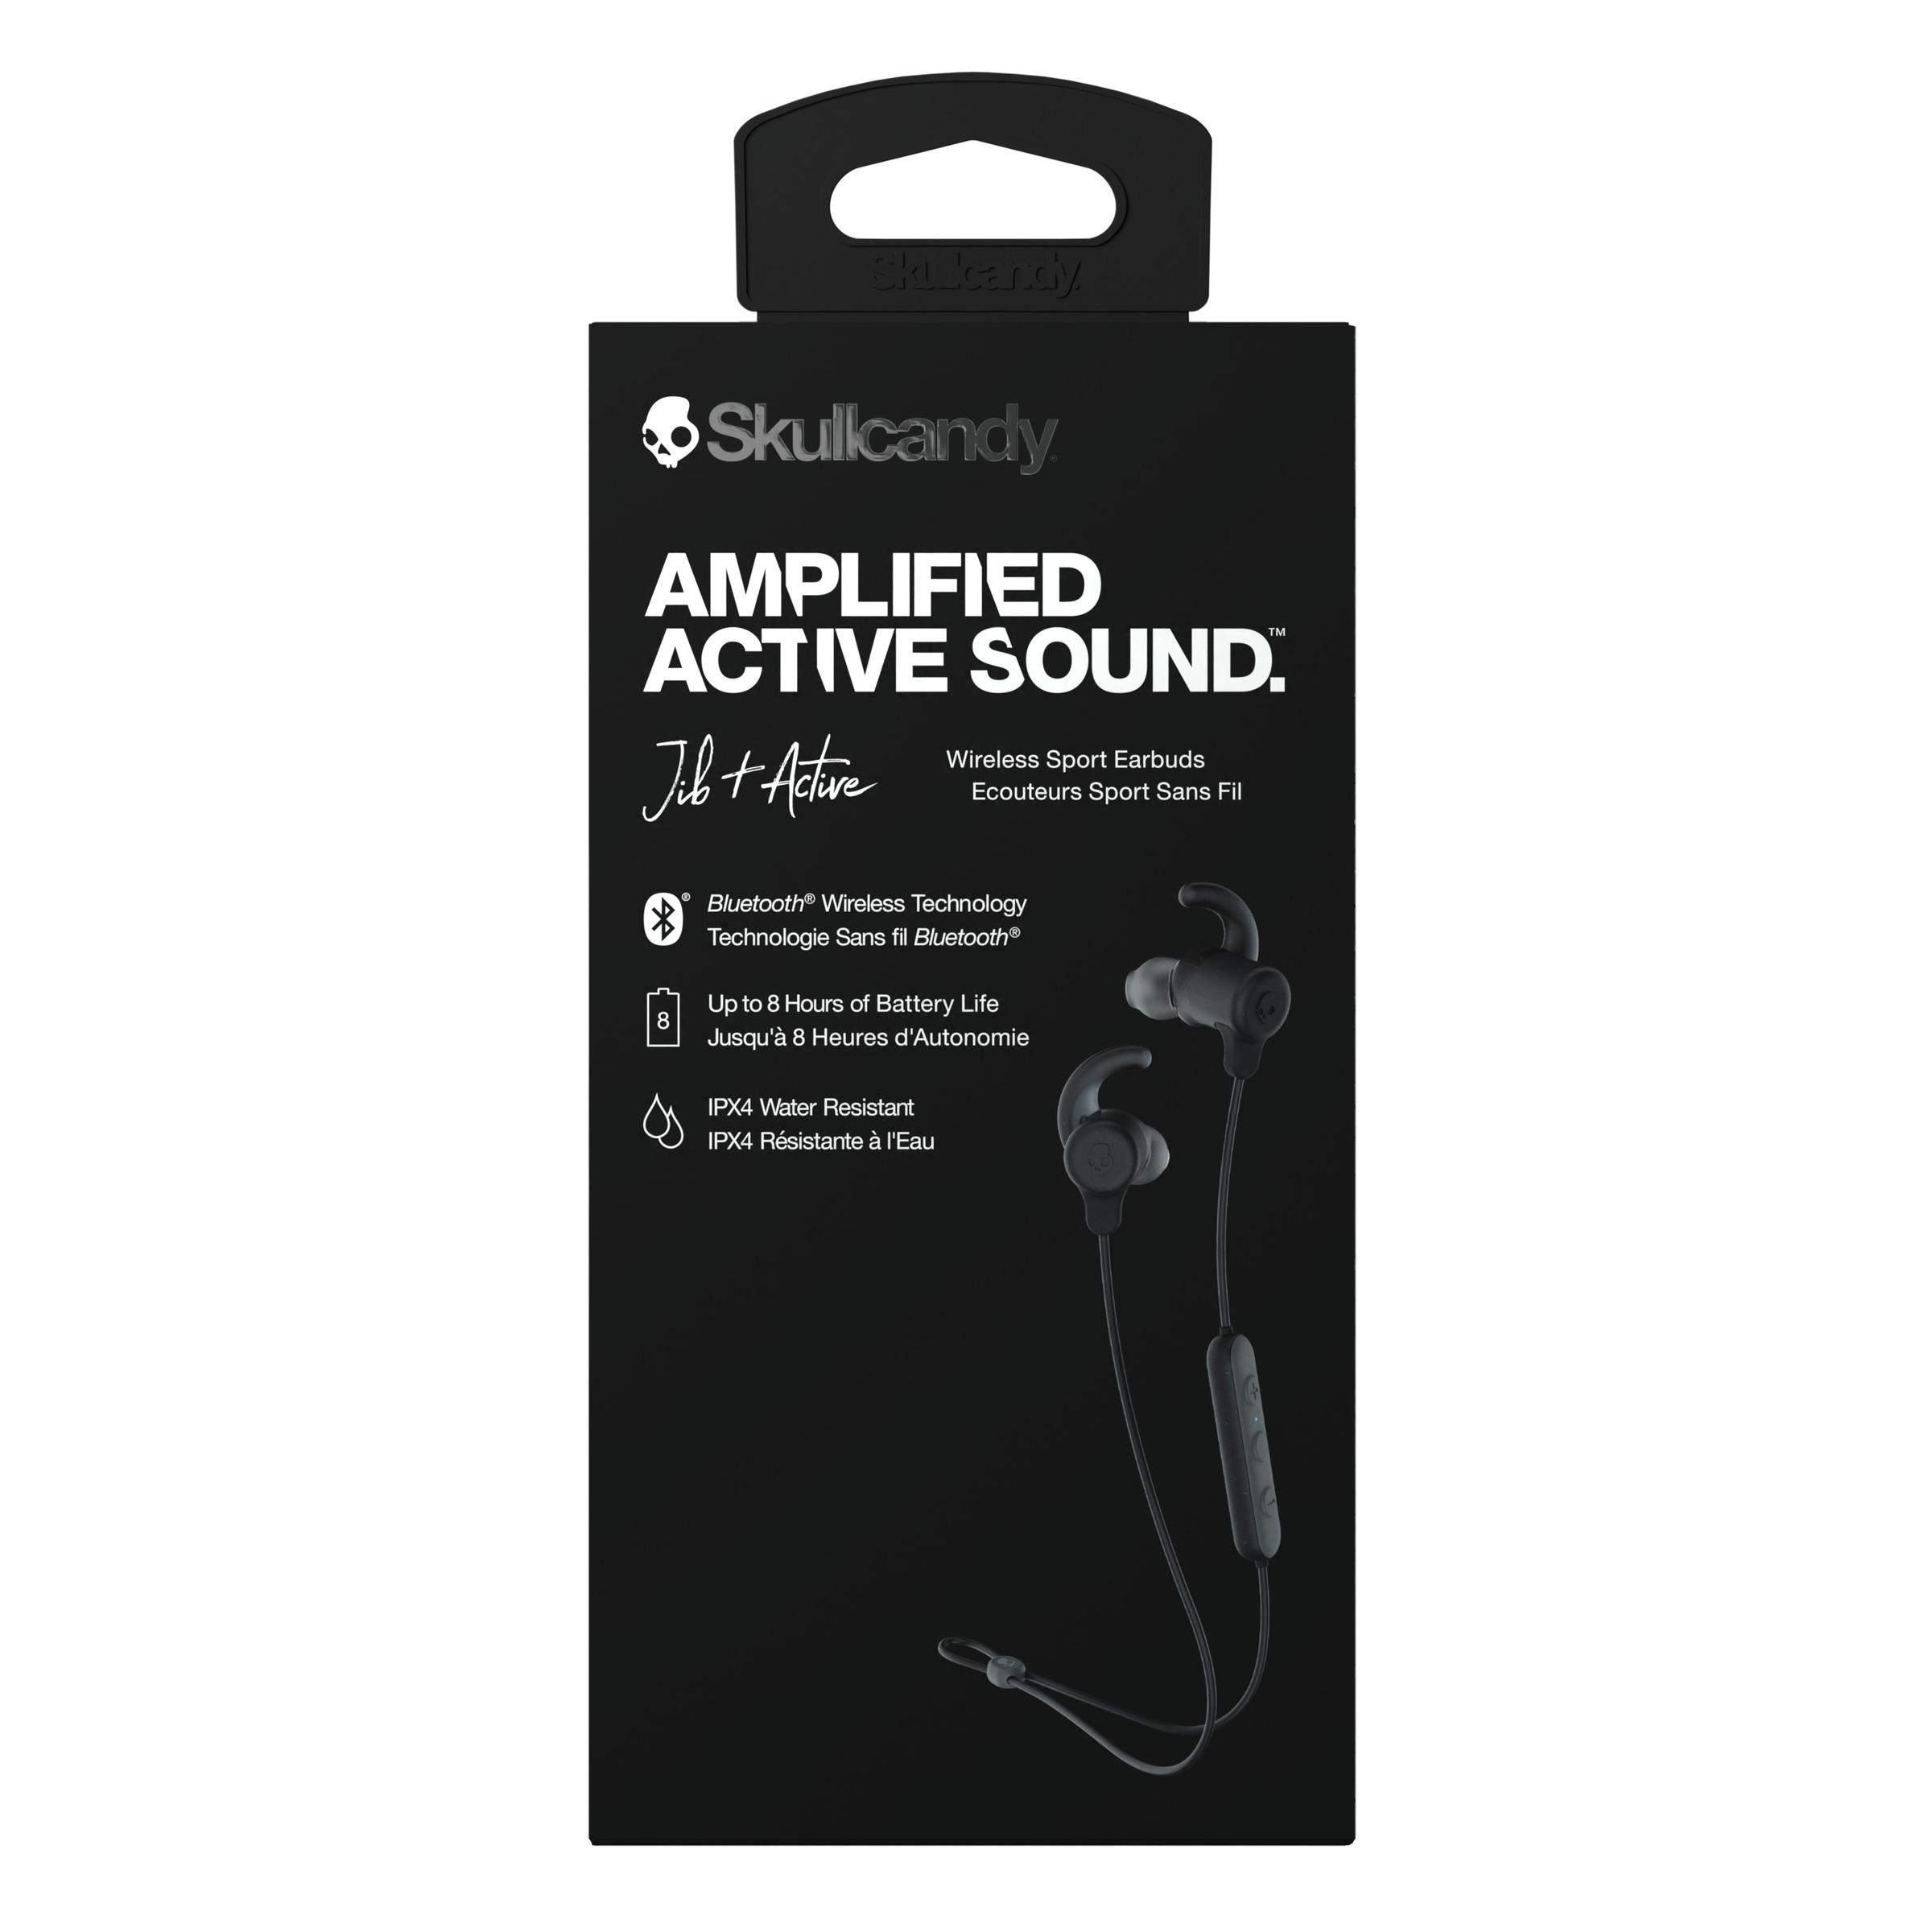 Skullcandy.
Skullcandy®
AMPLIFIED
ACTIVE SOUND.™
Jib + Active
Wireless Sport Earbuds
Ecouteurs Sport Sans Fil
Bluetooth® Wireless Technology
Technologie Sans fil Bluetooth®
8
Up to 8 Hours of Battery Life
Jusqu'à 8 Heures d'Autonomie
IPX4 Water Resistant
IPX4 Résistante à l'Eau